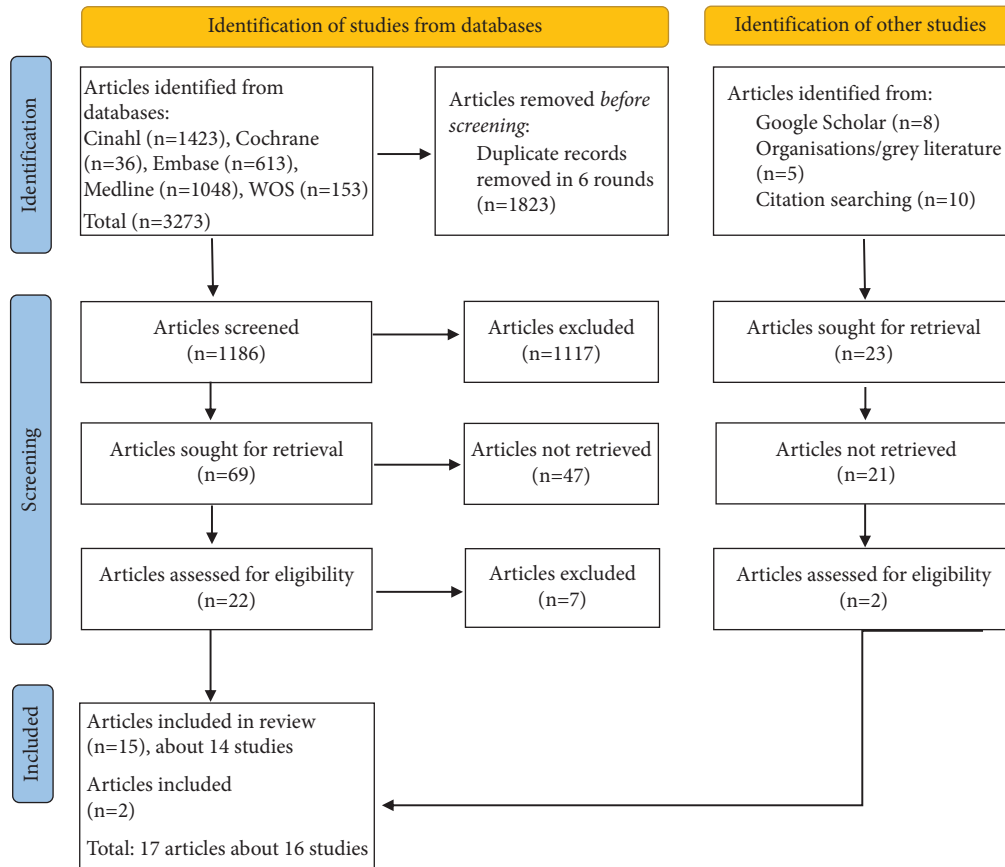 Identification of studies from databases
Identification of other studies
Identification
Articles identified from
databases:
Cinahl (n=1423), Cochrane
(n=36), Embase (n=613),
Medline (n=1048), WOS (n=153)
Total (n=3273)
Articles removed before
screening:
Duplicate records
removed in 6 rounds
(n=1823)
Articles identified from:
Google Scholar (n=8)
Organisations/grey literature
(n=5)
Citation searching (n=10)
Screening
Articles screened
(n=1186)
Articles excluded
(n=1117)
Articles sought for retrieval
(n=23)
Articles sought for retrieval
(n=69)
Articles not retrieved
(n=47)
Articles not retrieved
(n=21)
Articles assessed for eligibility
(n=22)
Articles excluded
(n=7)
Articles assessed for eligibility
(n=2)
Included
Articles included in review
(n=15), about 14 studies
Articles included
(n=2)
Total: 17 articles about 16 studies